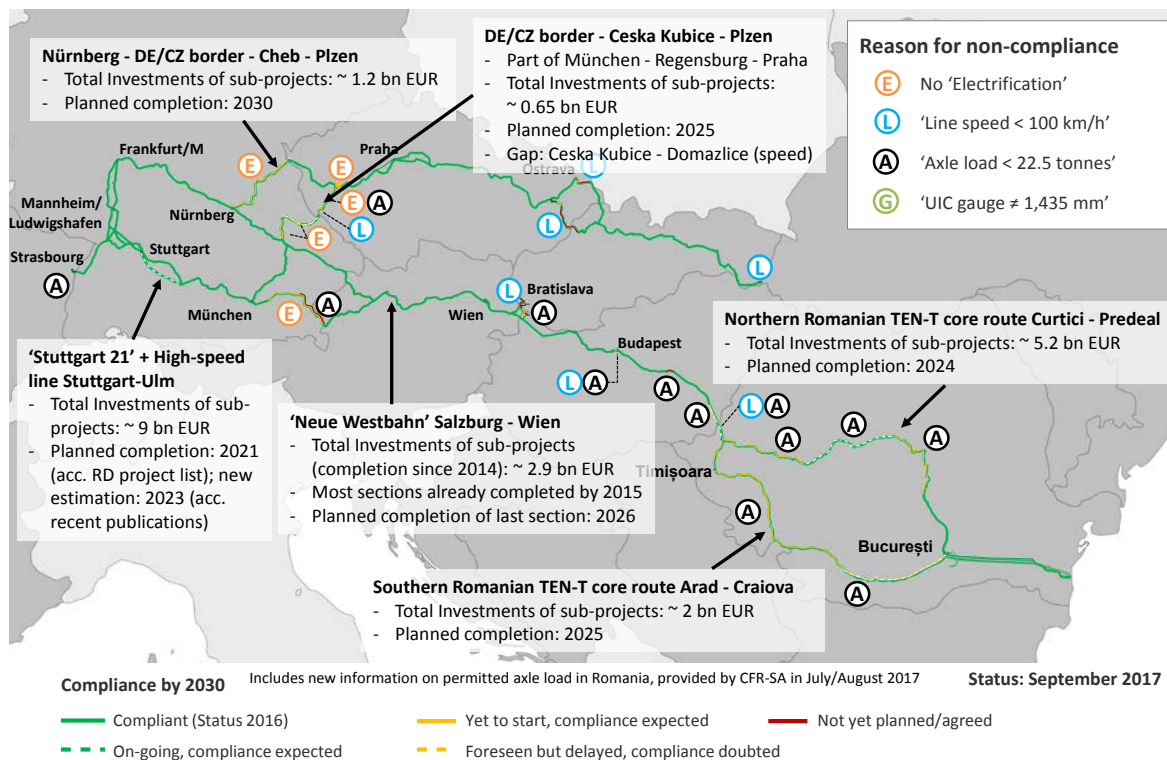 Nürnberg - DE/CZ border - Cheb - Plzen
- Total Investments of sub-projects: ~ 1.2 bn EUR
- Planned completion: 2030
DE/CZ border - Ceska Kubice - Plzen
- Part of München - Regensburg - Praha
- Total Investments of sub-projects:
~ 0.65 bn EUR
- Planned completion: 2025
- Gap: Ceska Kubice - Domazlice (speed)
Reason for non-compliance
E No ‘Electrification’
L ‘Line speed < 100 km/h’
A ‘Axle load < 22.5 tonnes’
G ‘UIC gauge ≠ 1,435 mm’
Frankfurt/M
E
E
Praha
Ostrava
L
Mannheim/
Ludwigshafen
Nürnberg
E A
L
E
L
Strasbourg
A
Stuttgart
L
München
E
A
Wien
L
Bratislava
A
Budapest
L A
A
A
L A
A
A
A
Timișoara
A
București
A
Northern Romanian TEN-T core route Curtici - Predeal
- Total Investments of sub-projects: ~ 5.2 bn EUR
- Planned completion: 2024
‘Stuttgart 21’ + High-speed
line Stuttgart-Ulm
- Total Investments of sub-
projects: ~ 9 bn EUR
- Planned completion: 2021
(acc. RD project list); new
estimation: 2023 (acc.
recent publications)
‘Neue Westbahn’ Salzburg - Wien
- Total Investments of sub-projects
(completion since 2014): ~ 2.9 bn EUR
- Most sections already completed by 2015
- Planned completion of last section: 2026
Southern Romanian TEN-T core route Arad - Craiova
- Total Investments of sub-projects: ~ 2 bn EUR
- Planned completion: 2025
Compliance by 2030
Includes new information on permitted axle load in Romania, provided by CFR-SA in July/August 2017
Status: September 2017
Compliant (Status 2016)
Yet to start, compliance expected
Not yet planned/agreed
On-going, compliance expected
Foreseen but delayed, compliance doubted